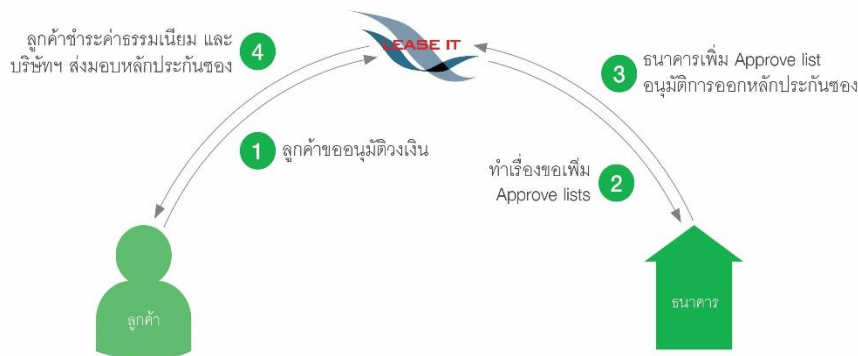 ลูกค้าชำระค่าธรรมเนียม และ
บริษัทฯ ส่งมอบหลักประกันซอง
4
LEASE IT
3
ธนาคารเพิ่ม Approve list
อนุมัติการออกหลักประกันซอง
1
ลูกค้าขออนุมัติวงเงิน
ทำเรื่องขอเพิ่ม
Approve lists
2
ลูกค้า
ธนาคาร